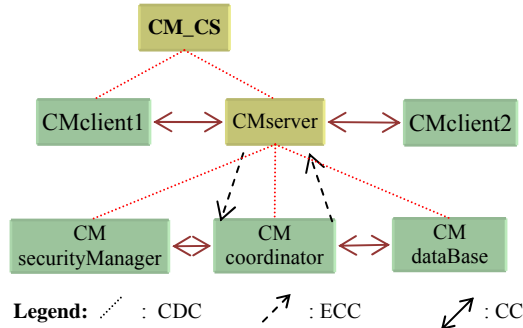 CM_CS
CMclient1
CMserver
CMclient2
CM
securityManager
CM
coordinator
CM
dataBase
Legend: : CDC : ECC : CC